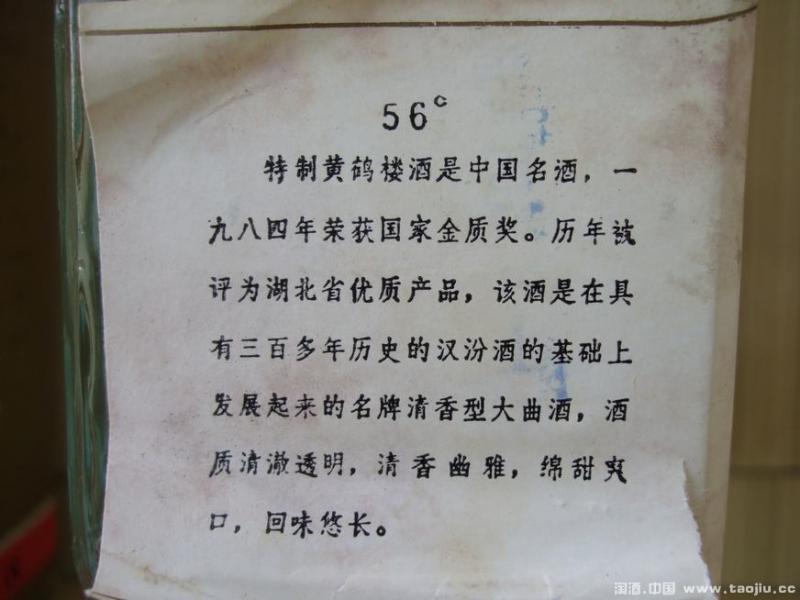 56°
特制黄鹤楼酒是中国名酒，一
九八四年荣获国家金质奖。历年被
评为湖北省优质产品，该酒是在具
有三百多年历史的汉汾酒的基础上
发展起来的名牌清香型大曲酒，酒
质清澈透明，清香幽雅，绵甜爽
口，回味悠长。
淘酒.中国 www.taojiu.cc